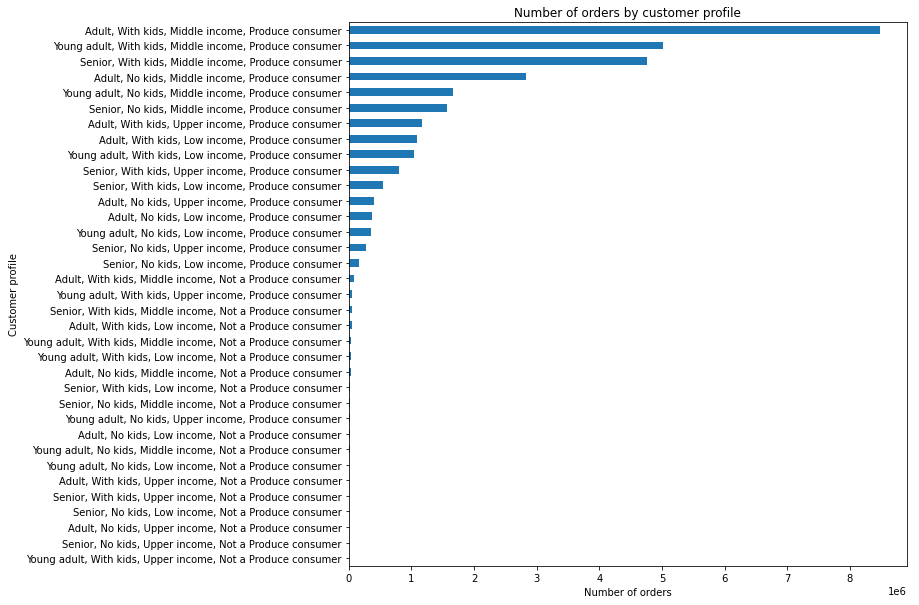 Number of orders by customer profile
Adult, With kids, Middle income, Produce consumer
Young adult, With kids, Middle income, Produce consumer
Senior, With kids, Middle income, Produce consumer
Adult, No kids, Middle income, Produce consumer
Young adult, No kids, Middle income, Produce consumer
Senior, No kids, Middle income, Produce consumer
Adult, With kids, Upper income, Produce consumer
Adult, With kids, Low income, Produce consumer
Young adult, With kids, Low income, Produce consumer
Senior, With kids, Upper income, Produce consumer
Senior, With kids, Low income, Produce consumer
Adult, No kids, Upper income, Produce consumer
Adult, No kids, Low income, Produce consumer
Young adult, No kids, Low income, Produce consumer
Senior, No kids, Upper income, Produce consumer
Senior, No kids, Low income, Produce consumer
Adult, With kids, Middle income, Not a Produce consumer
Young adult, With kids, Upper income, Produce consumer
Senior, With kids, Middle income, Not a Produce consumer
Adult, With kids, Low income, Not a Produce consumer
Young adult, With kids, Middle income, Not a Produce consumer
Young adult, With kids, Low income, Not a Produce consumer
Adult, No kids, Middle income, Not a Produce consumer
Senior, With kids, Low income, Not a Produce consumer
Senior, No kids, Middle income, Not a Produce consumer
Young adult, No kids, Upper income, Produce consumer
Adult, No kids, Low income, Not a Produce consumer
Young adult, No kids, Middle income, Not a Produce consumer
Young adult, No kids, Low income, Not a Produce consumer
Adult, With kids, Upper income, Not a Produce consumer
Senior, With kids, Upper income, Not a Produce consumer
Senior, No kids, Low income, Not a Produce consumer
Adult, No kids, Upper income, Not a Produce consumer
Senior, No kids, Upper income, Not a Produce consumer
Young adult, With kids, Upper income, Not a Produce consumer
Customer profile
0 1 2 3 4 5 6 7 8
1e6
Number of orders